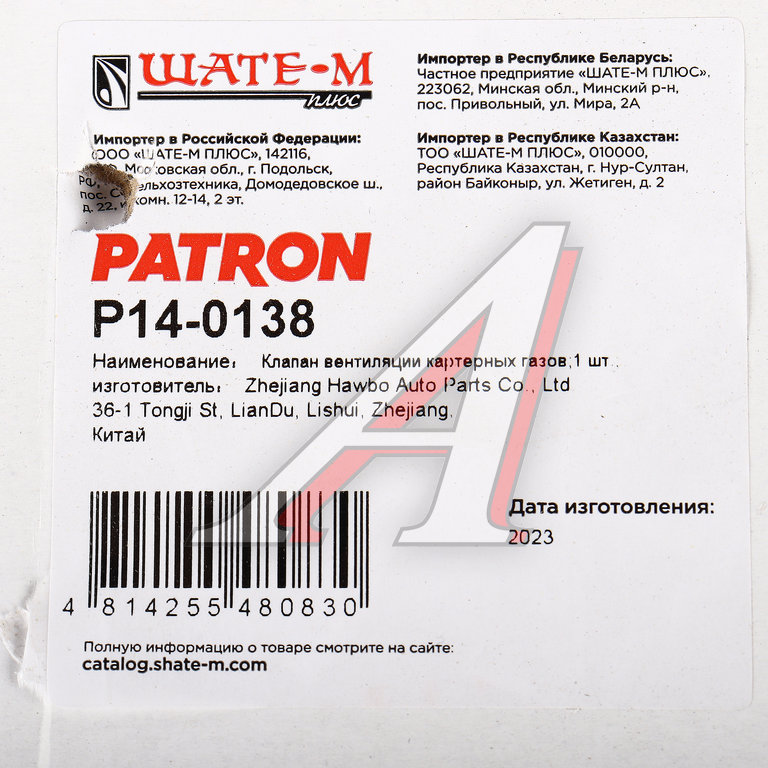 ШАТЕ-М
плюс
Импортер в Республике Беларусь:
Частное предприятие «ШАТЕ-М ПЛЮС»,
223062, Минская обл., Минский р-н,
пос. Привольный, ул. Мира, 2А
Импортер в Российской Федерации:
ООО «ШАТЕ-М ПЛЮС», 142116,
Московская обл., г. Подольск,
Домодедовское ш.,
комн. 12-14, 2 эт.
Импортер в Республике Казахстан:
ТОО «ШАТЕ-М ПЛЮС», 010000,
Республика Казахстан, г. Нур-Султан,
район Байконыр, ул. Жетиген, д. 2
PATRON
P14-0138
Наименование: Клапан вентиляции картерных газов,1 шт.,
изготовитель: Zhejiang Hawbo Auto Parts Co., Ltd
36-1 Tongji St, LianDu, Lishui, Zhejiang,
Китай
Дата изготовления:
2023
4 814255 480830
Полную информацию о товаре смотрите на сайте:
catalog.shate-m.com